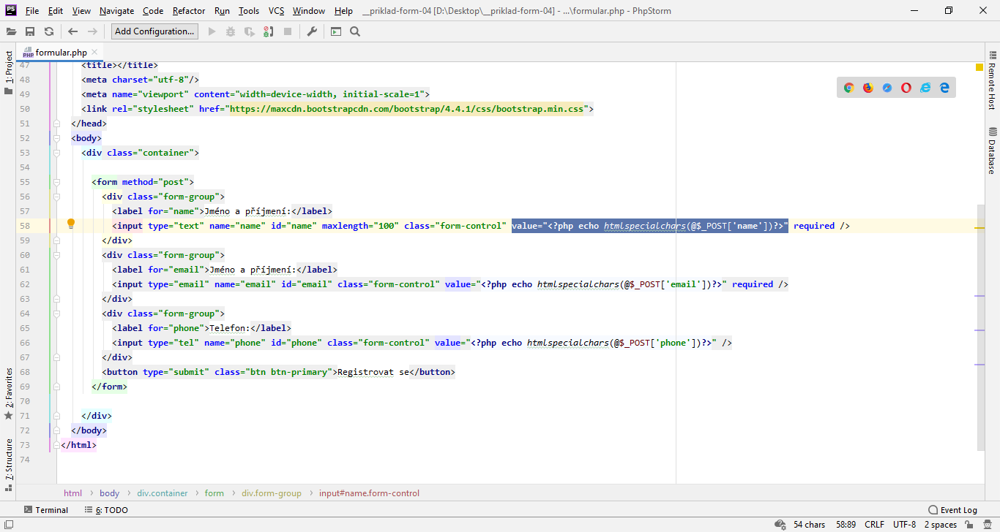 File Edit View Navigate Code Refactor Run Tools VCS Window Help __priklad-form-04 [D:\Desktop\__priklad-form-04] - ...\formular.php - PhpStorm
Add Configuration...
formular.php
1: Project
2: Favorites
7: Structure
Remote Host
Database
47 <title></title>
48 <meta charset="utf-8"/>
49 <meta name="viewport" content="width=device-width, initial-scale=1">
50 <link rel="stylesheet" href="https://maxcdn.bootstrapcdn.com/bootstrap/4.4.1/css/bootstrap.min.css">
51 </head>
52 <body>
53 <div class="container">
54
55 <form method="post">
56 <div class="form-group">
57 <label for="name">Jméno a příjmení:</label>
58 <input type="text" name="name" id="name" maxlength="100" class="form-control" value="<?php echo htmlspecialchars(@$_POST['name'])?>" required />
59 </div>
60 <div class="form-group">
61 <label for="email">Jméno a příjmení:</label>
62 <input type="email" name="email" id="email" class="form-control" value="<?php echo htmlspecialchars(@$_POST['email'])?>" required />
63 </div>
64 <div class="form-group">
65 <label for="phone">Telefon:</label>
66 <input type="tel" name="phone" id="phone" class="form-control" value="<?php echo htmlspecialchars(@$_POST['phone'])?>" />
67 </div>
68 <button type="submit" class="btn btn-primary">Registrovat se</button>
69 </form>
70
71 </div>
72 </body>
73 </html>
74
html › body › div.container › form › div.form-group › input#name.form-control
Terminal 6: TODO Event Log
54 chars 58:89 CRLF UTF-8 2 spaces